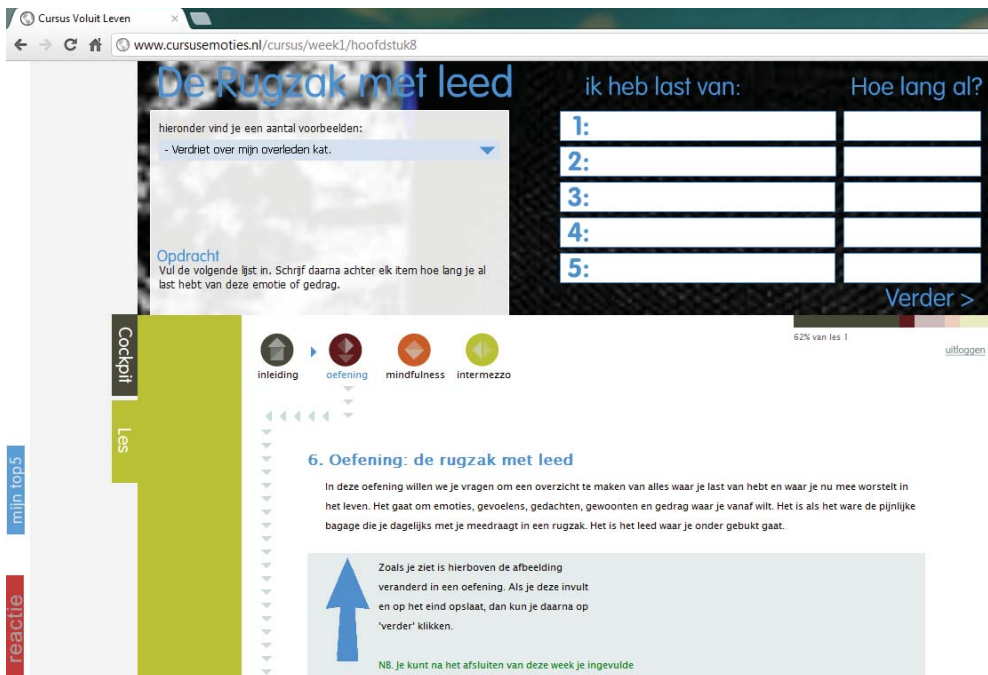 Cursus Voluit Leven
www.cursusemoties.nl/cursus/week1/hoofdstuk8
De Rugzak met leed
hieronder vind je een aantal voorbeelden:
- Verdriet over mijn overleden kat.
Opdracht
Vul de volgende lijst in. Schrijf daarna achter elk item hoe lang je al
last hebt van deze emotie of gedrag.
ik heb last van: Hoe lang al?
1:
2:
3:
4:
5:
Verder >
Cockpit
Les
mijn top5
reactie
inleiding oefening mindfulness intermezzo
62% van les 1
uitloggen
6. Oefening: de rugzak met leed
In deze oefening willen we je vragen om een overzicht te maken van alles waar je last van hebt en waar je nu mee worstelt in
het leven. Het gaat om emoties, gevoelens, gedachten, gewoonten en gedrag waar je vanaf wilt. Het is als het ware de pijnlijke
bagage die je dagelijks met je meedraagt in een rugzak. Het is het leed waar je onder gebukt gaat.
Zoals je ziet is hierboven de afbeelding
veranderd in een oefening. Als je deze invult
en op het eind opslaat, dan kun je daarna op
'verder' klikken.
NB. Je kunt na het afsluiten van deze week je ingevulde